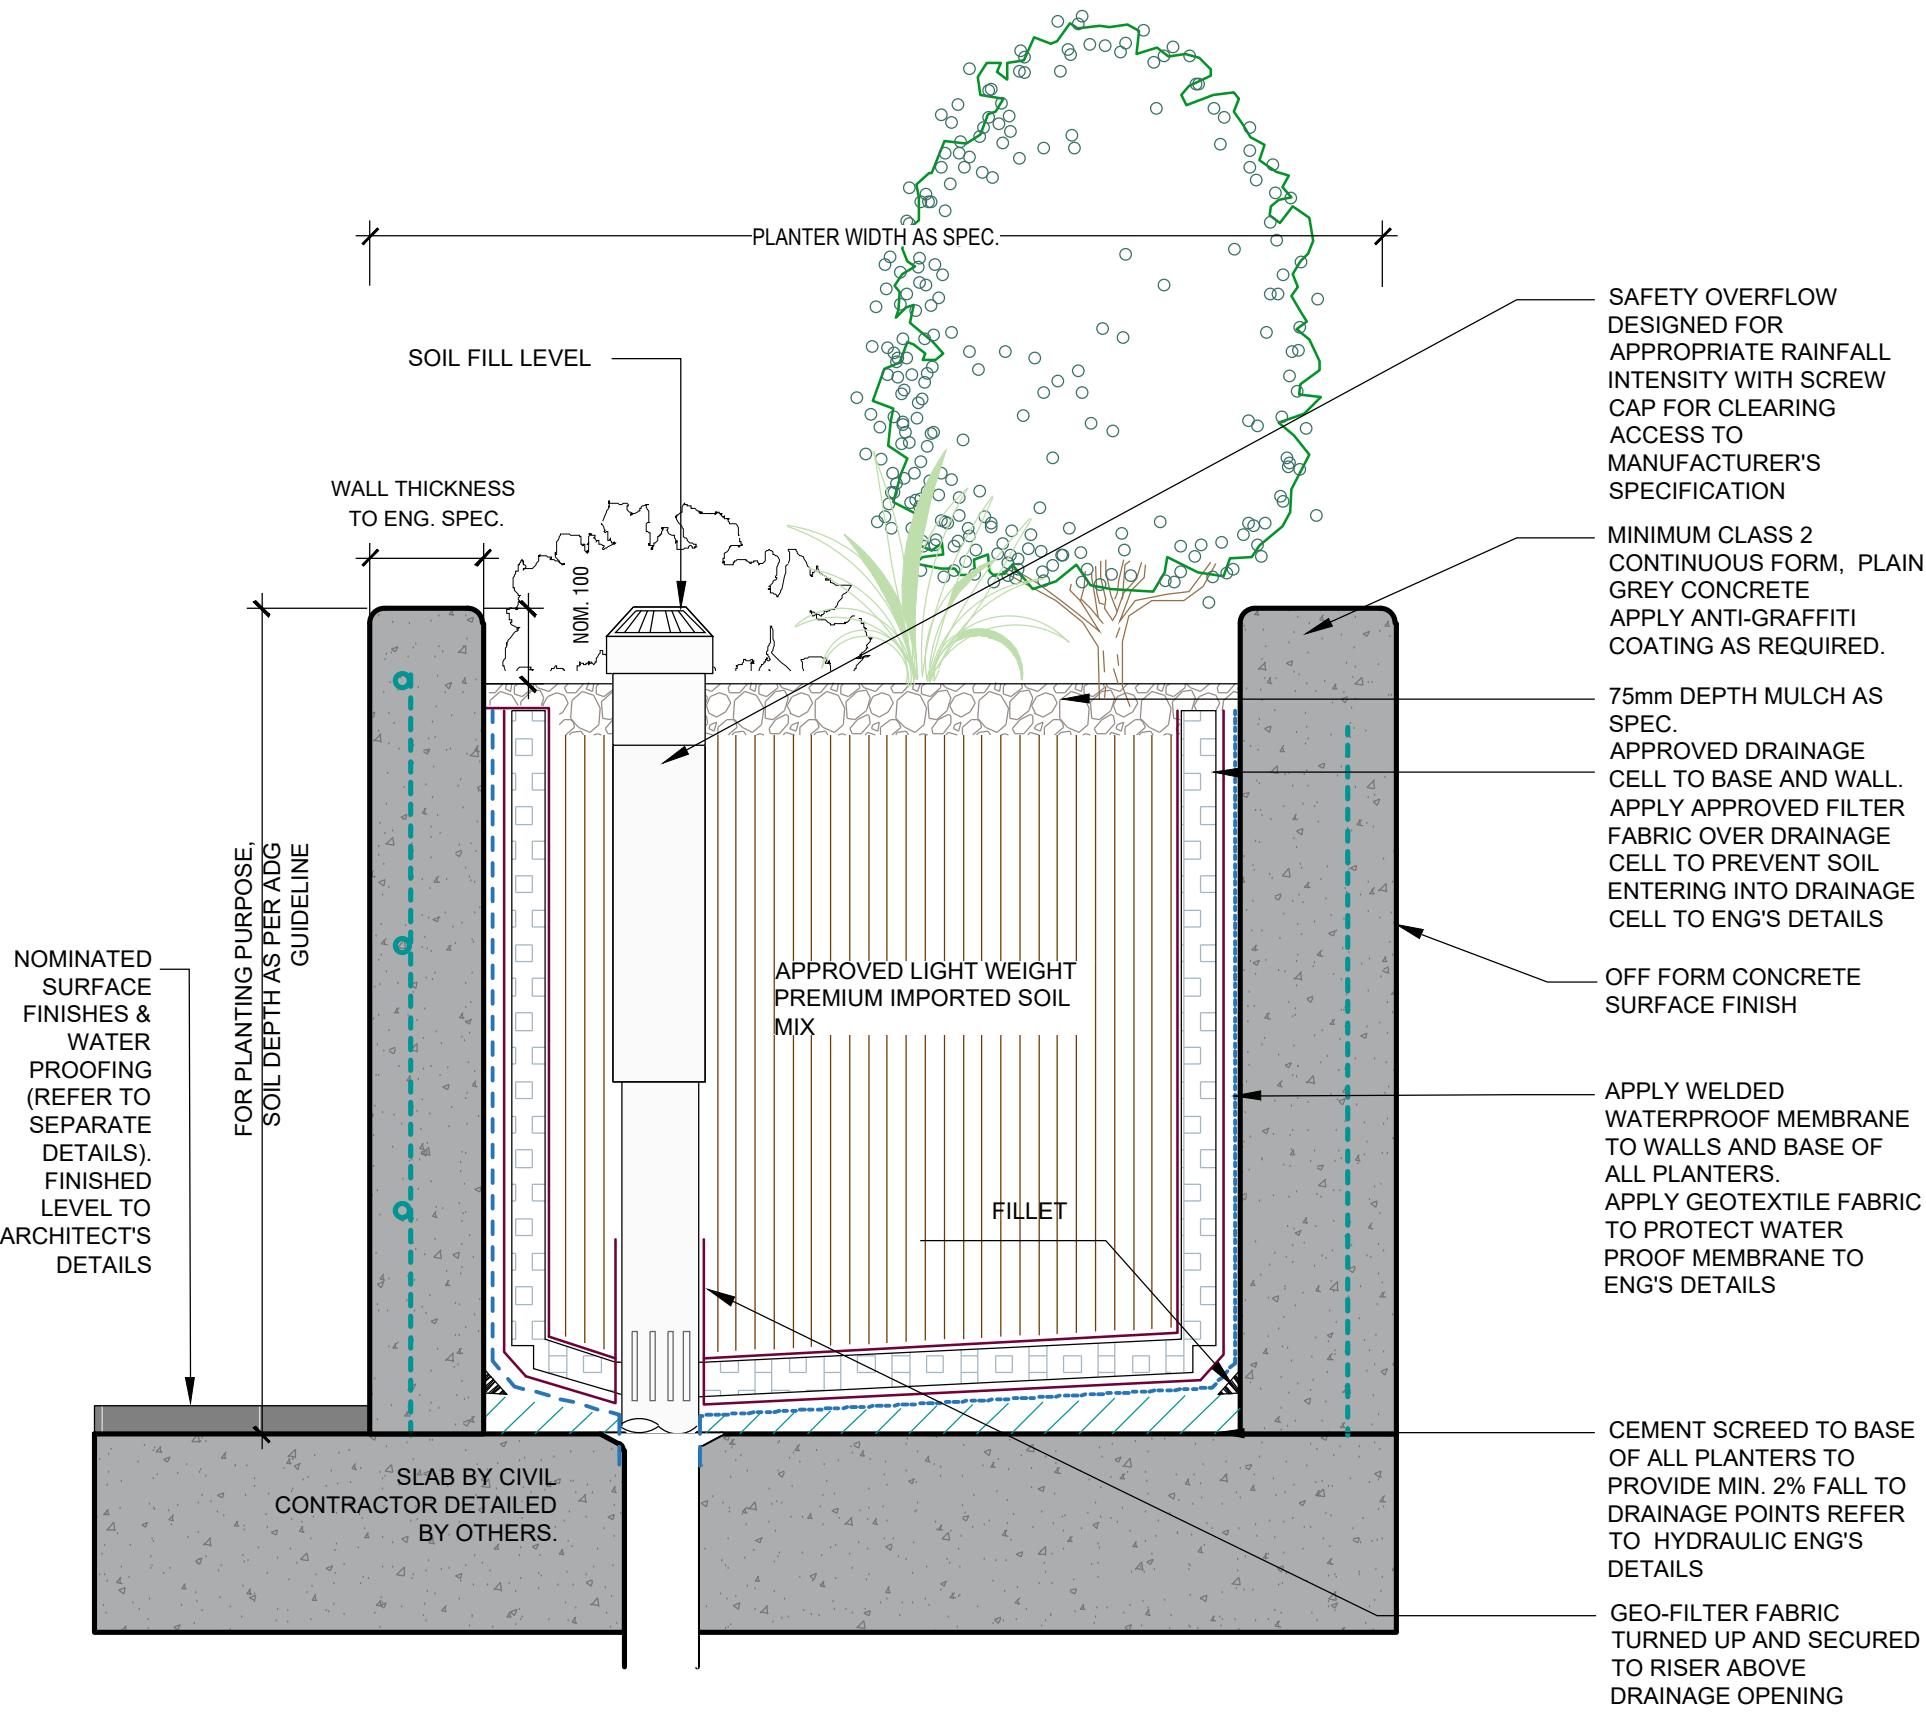 PLANTER WIDTH AS SPEC.
SOIL FILL LEVEL
WALL THICKNESS
TO ENG. SPEC.
NOM. 100
FOR PLANTING PURPOSE,
SOIL DEPTH AS PER ADG
GUIDELINE
NOMINATED
SURFACE
FINISHES &
WATER
PROOFING
(REFER TO
SEPARATE
DETAILS).
FINISHED
LEVEL TO
ARCHITECT'S
DETAILS
APPROVED LIGHT WEIGHT
PREMIUM IMPORTED SOIL
MIX
FILLET
SLAB BY CIVIL
CONTRACTOR DETAILED
BY OTHERS.
SAFETY OVERFLOW
DESIGNED FOR
APPROPRIATE RAINFALL
INTENSITY WITH SCREW
CAP FOR CLEARING
ACCESS TO
MANUFACTURER'S
SPECIFICATION
MINIMUM CLASS 2
CONTINUOUS FORM, PLAIN
GREY CONCRETE
APPLY ANTI-GRAFFITI
COATING AS REQUIRED.
75mm DEPTH MULCH AS
SPEC.
APPROVED DRAINAGE
CELL TO BASE AND WALL.
APPLY APPROVED FILTER
FABRIC OVER DRAINAGE
CELL TO PREVENT SOIL
ENTERING INTO DRAINAGE
CELL TO ENG'S DETAILS
OFF FORM CONCRETE
SURFACE FINISH
APPLY WELDED
WATERPROOF MEMBRANE
TO WALLS AND BASE OF
ALL PLANTERS.
APPLY GEOTEXTILE FABRIC
TO PROTECT WATER
PROOF MEMBRANE TO
ENG'S DETAILS
CEMENT SCREED TO BASE
OF ALL PLANTERS TO
PROVIDE MIN. 2% FALL TO
DRAINAGE POINTS REFER
TO HYDRAULIC ENG'S
DETAILS
GEO-FILTER FABRIC
TURNED UP AND SECURED
TO RISER ABOVE
DRAINAGE OPENING